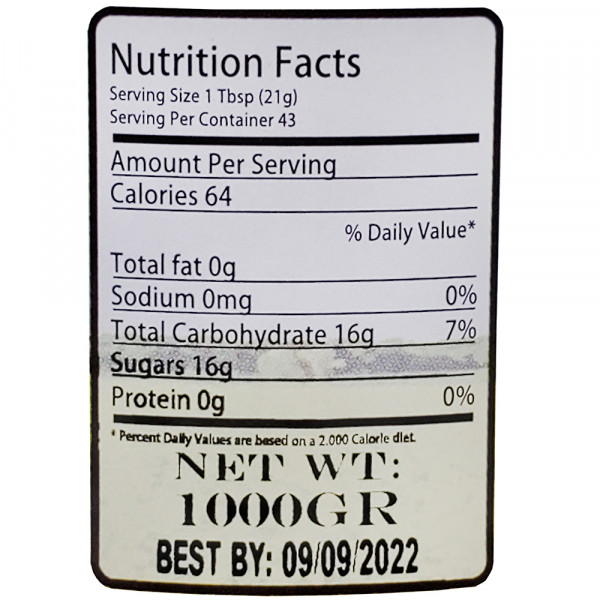 Nutrition Facts
Serving Size 1 Tbsp (21g)
Serving Per Container 43
Amount Per Serving
Calories 64
% Daily Value*
Total fat 0g
Sodium 0mg 0%
Total Carbohydrate 16g 7%
Sugars 16g
Protein 0g 0%
* Percent Daily Values are based on a 2.000 Calorie diet.
NET WT:
1000GR
BEST BY: 09/09/2022